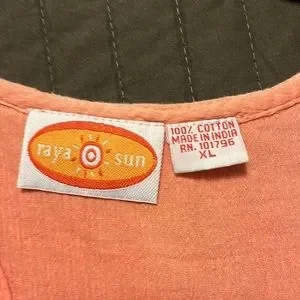 raya sun
100% COTTON
MADE IN INDIA
RN. 101796
XL